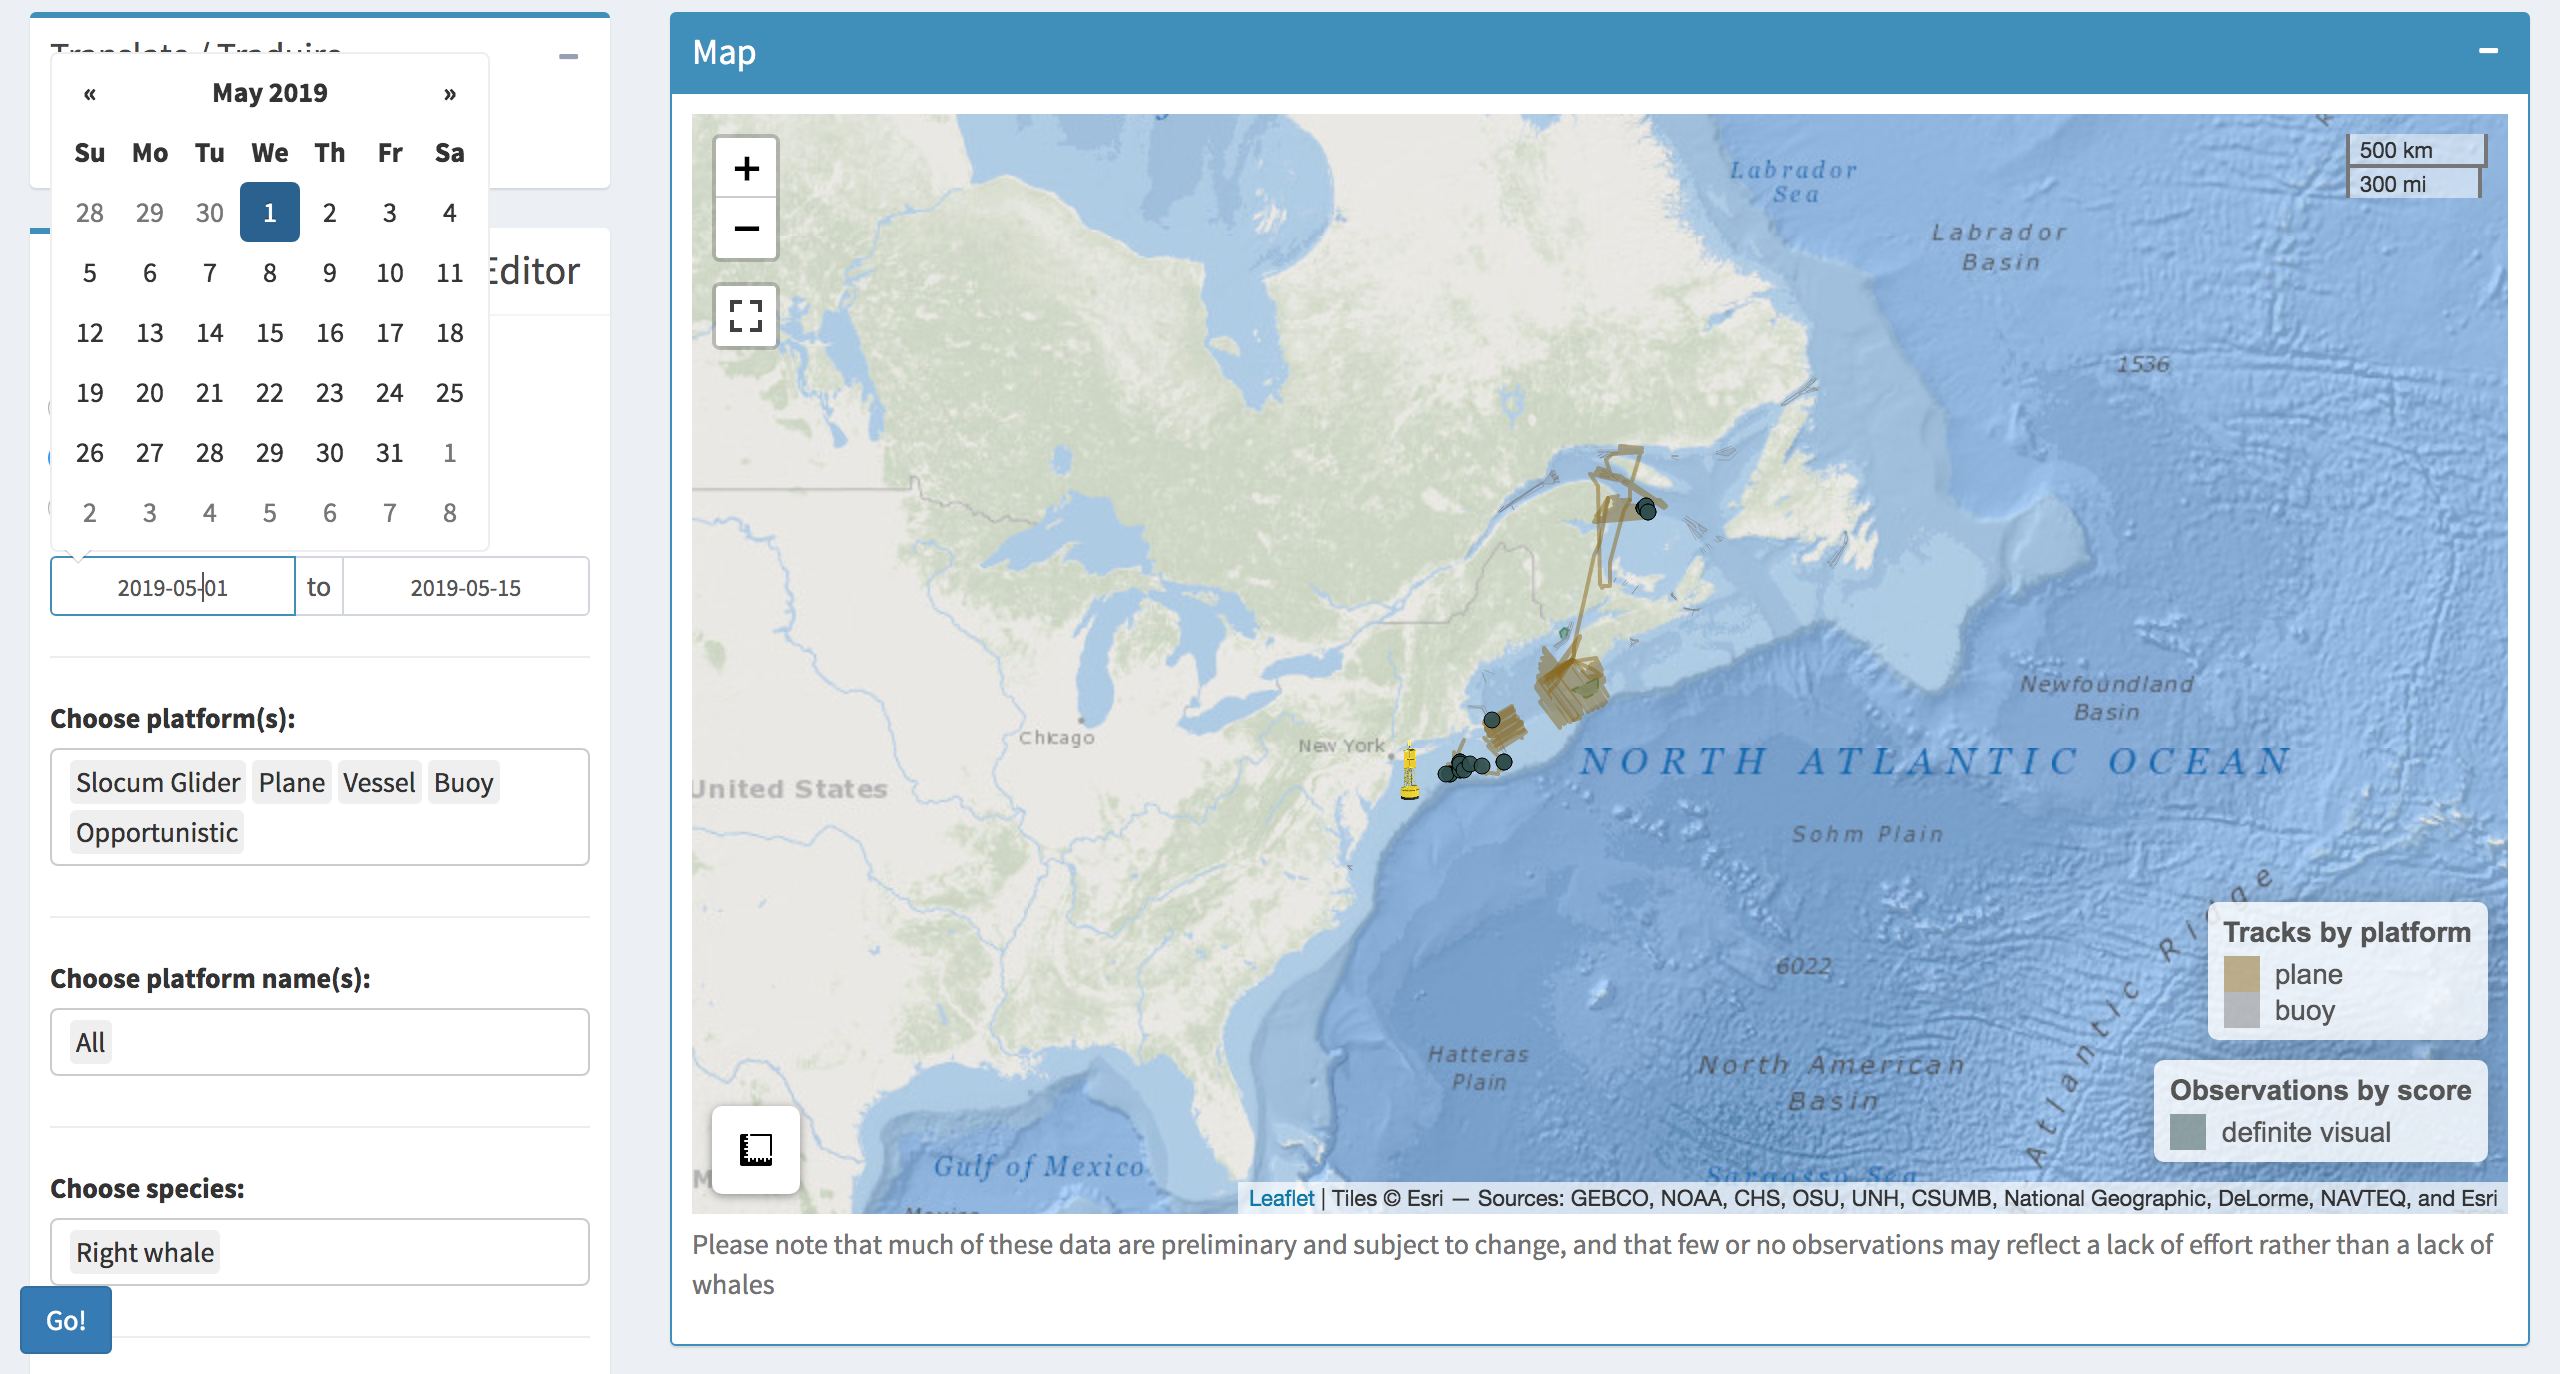 Translate / Traduire
« May 2019 »
Su Mo Tu We Th Fr Sa
28 29 30 1 2 3 4
5 6 7 8 9 10 11
12 13 14 15 16 17 18
19 20 21 22 23 24 25
26 27 28 29 30 31 1
2 3 4 5 6 7 8
Editor
2019-05-01 to 2019-05-15
Choose platform(s):
Slocum Glider Plane Vessel Buoy
Opportunistic
Choose platform name(s):
All
Choose species:
Right whale
Go!
Map
+
−
500 km
300 mi
Labrador
Sea
Labrador
Basin
1536
Newfoundland
Basin
Chicago
New York
United States
NORTH ATLANTIC OCEAN
Sohm Plain
6022
Atlantic Ridge
Hatteras
Plain
North American
Basin
Sargasso Sea
Gulf of Mexico
Tracks by platform
plane
buoy
Observations by score
definite visual
Leaflet | Tiles © Esri — Sources: GEBCO, NOAA, CHS, OSU, UNH, CSUMB, National Geographic, DeLorme, NAVTEQ, and Esri
Please note that much of these data are preliminary and subject to change, and that few or no observations may reflect a lack of effort rather than a lack of
whales